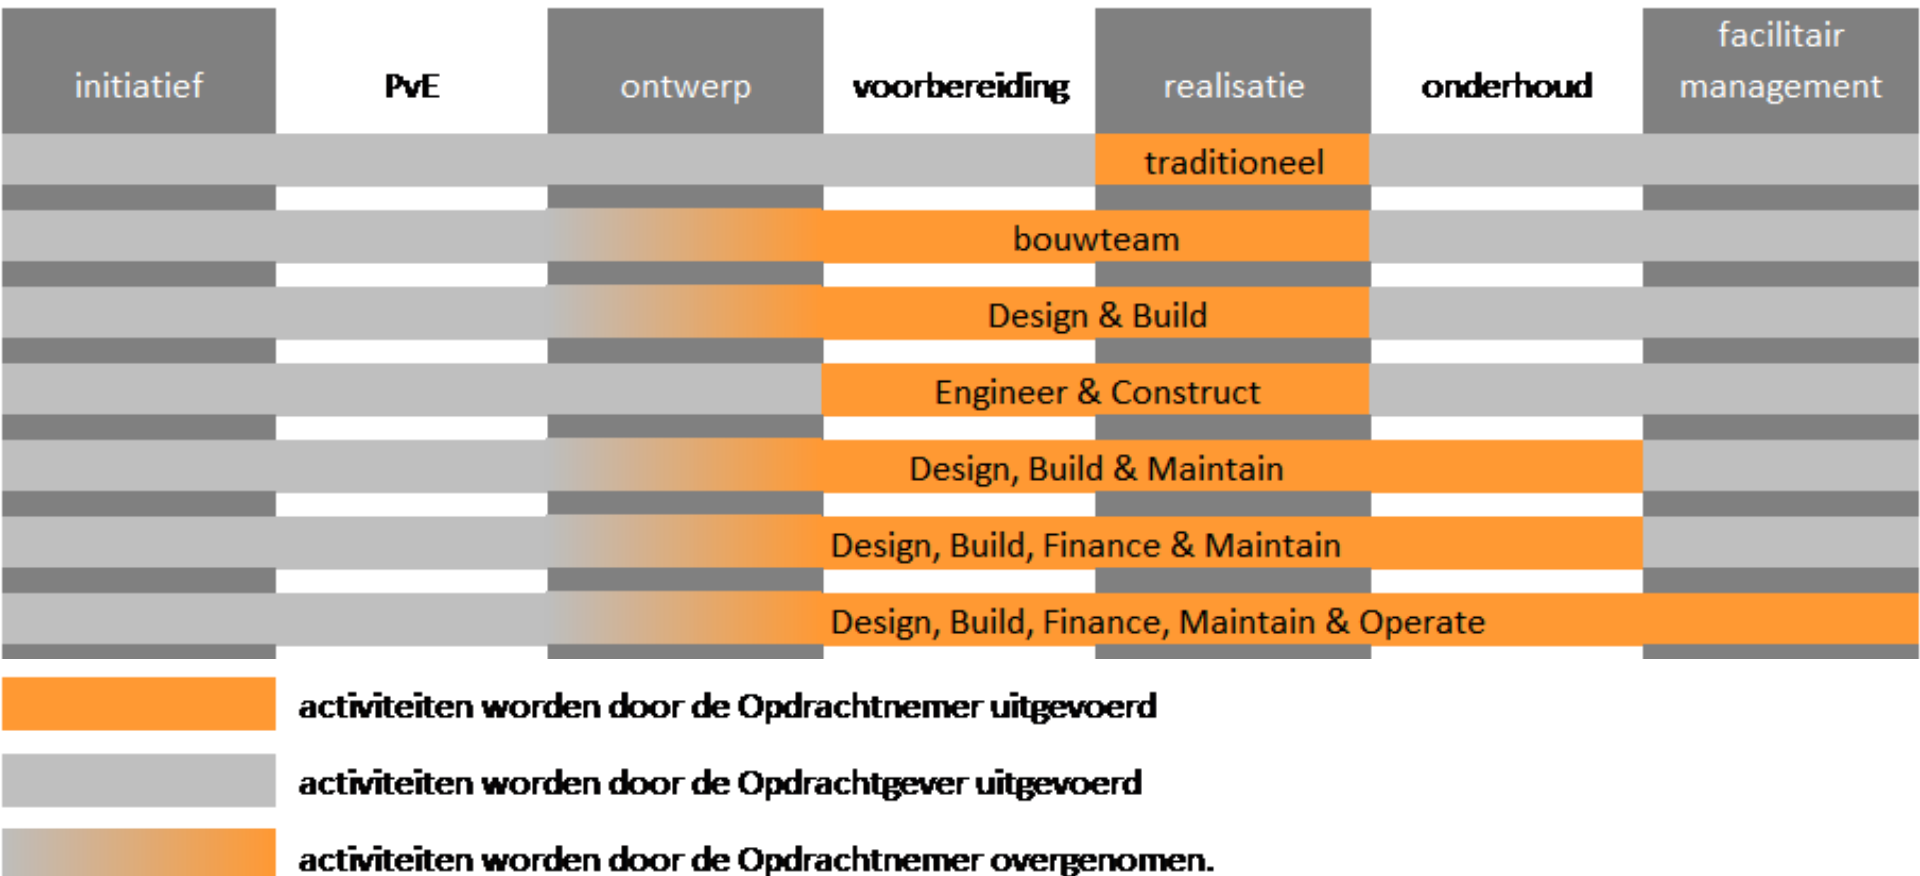 initiatief
PvE
ontwerp
voorbereiding
realisatie
onderhoud
facilitair
management
traditioneel
bouwteam
Design & Build
Engineer & Construct
Design, Build & Maintain
Design, Build, Finance & Maintain
Design, Build, Finance, Maintain & Operate
activiteiten worden door de Opdrachtnemer uitgevoerd
activiteiten worden door de Opdrachtgever uitgevoerd
activiteiten worden door de Opdrachtnemer overgenomen.